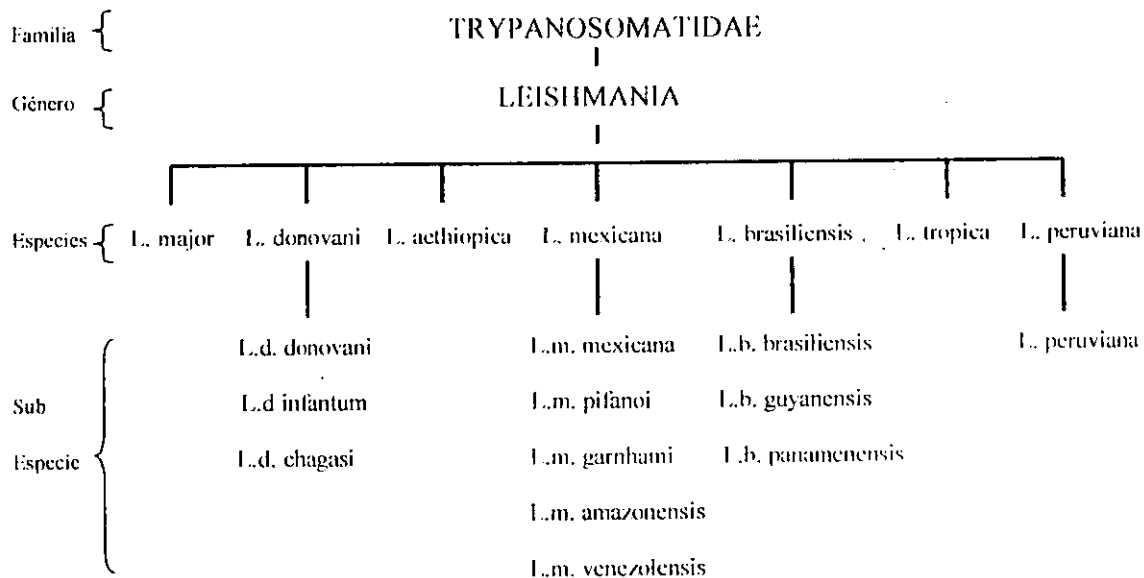 Familia { TRYPANOSOMATIDAE
Género { LEISHMANIA
Especies { L. major L. donovani L. aethiopica L. mexicana L. brasiliensis . L. tropica L. peruviana
L.d. donovani L.m. mexicana L.b. brasiliensis L. peruviana
Sub L.d infantum L.m. pifanoi L.b. guyanensis
Especie L.d. chagasi L.m. garnhami L.b. panamenensis
L.m. amazonensis
L.m. venezolensis